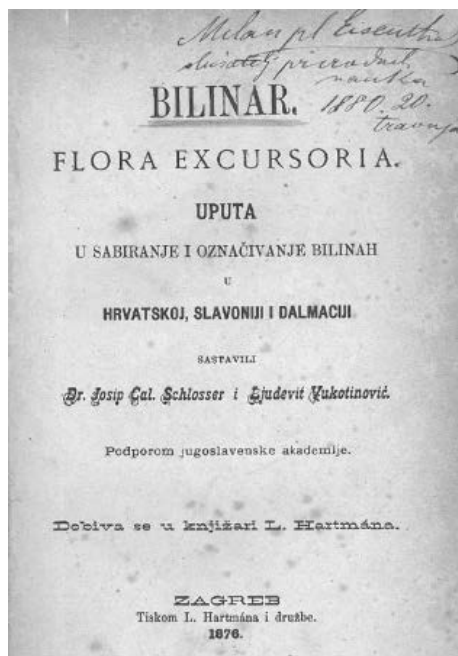 Milan pl
slušatelj prirodnih
nauka
1880. 20.
travnja
BILINAR.
FLORA EXCURSORIA.
UPUTA
U SABIRANJE I OZNAČIVANJE BILINAH
U
HRVATSKOJ, SLAVONIJI I DALMACIJI
SASTAVILI
Dr. Josip Cal. Schlosser i Ljudevit Vukotinović.
Podporom jugoslavenske akademije.
Dobiva se u knjižari L. Hartmána.
ZAGREB
Tiskom L. Hartmána i družbe.
1876.